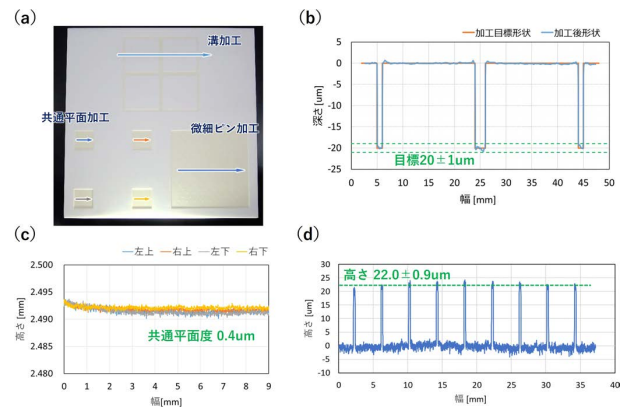 (a)
溝加工
共通平面加工
微細ピン加工
(b)
加工目標形状 加工後形状
深さ [um]
5
0
-5
-10
-15
-20
-25
目標20±1um
0 5 10 15 20 25 30 35 40 45 50
幅 [mm]
(c)
左上 右上 左下 右下
高さ [mm]
2.500
2.495
2.490
2.485
2.480
共通平面度 0.4um
0 1 2 3 4 5 6 7 8 9
幅[mm]
(d)
高さ [um]
30
25
20
15
10
5
0
-5
-10
高さ 22.0±0.9um
0 5 10 15 20 25 30 35 40
幅 [mm]